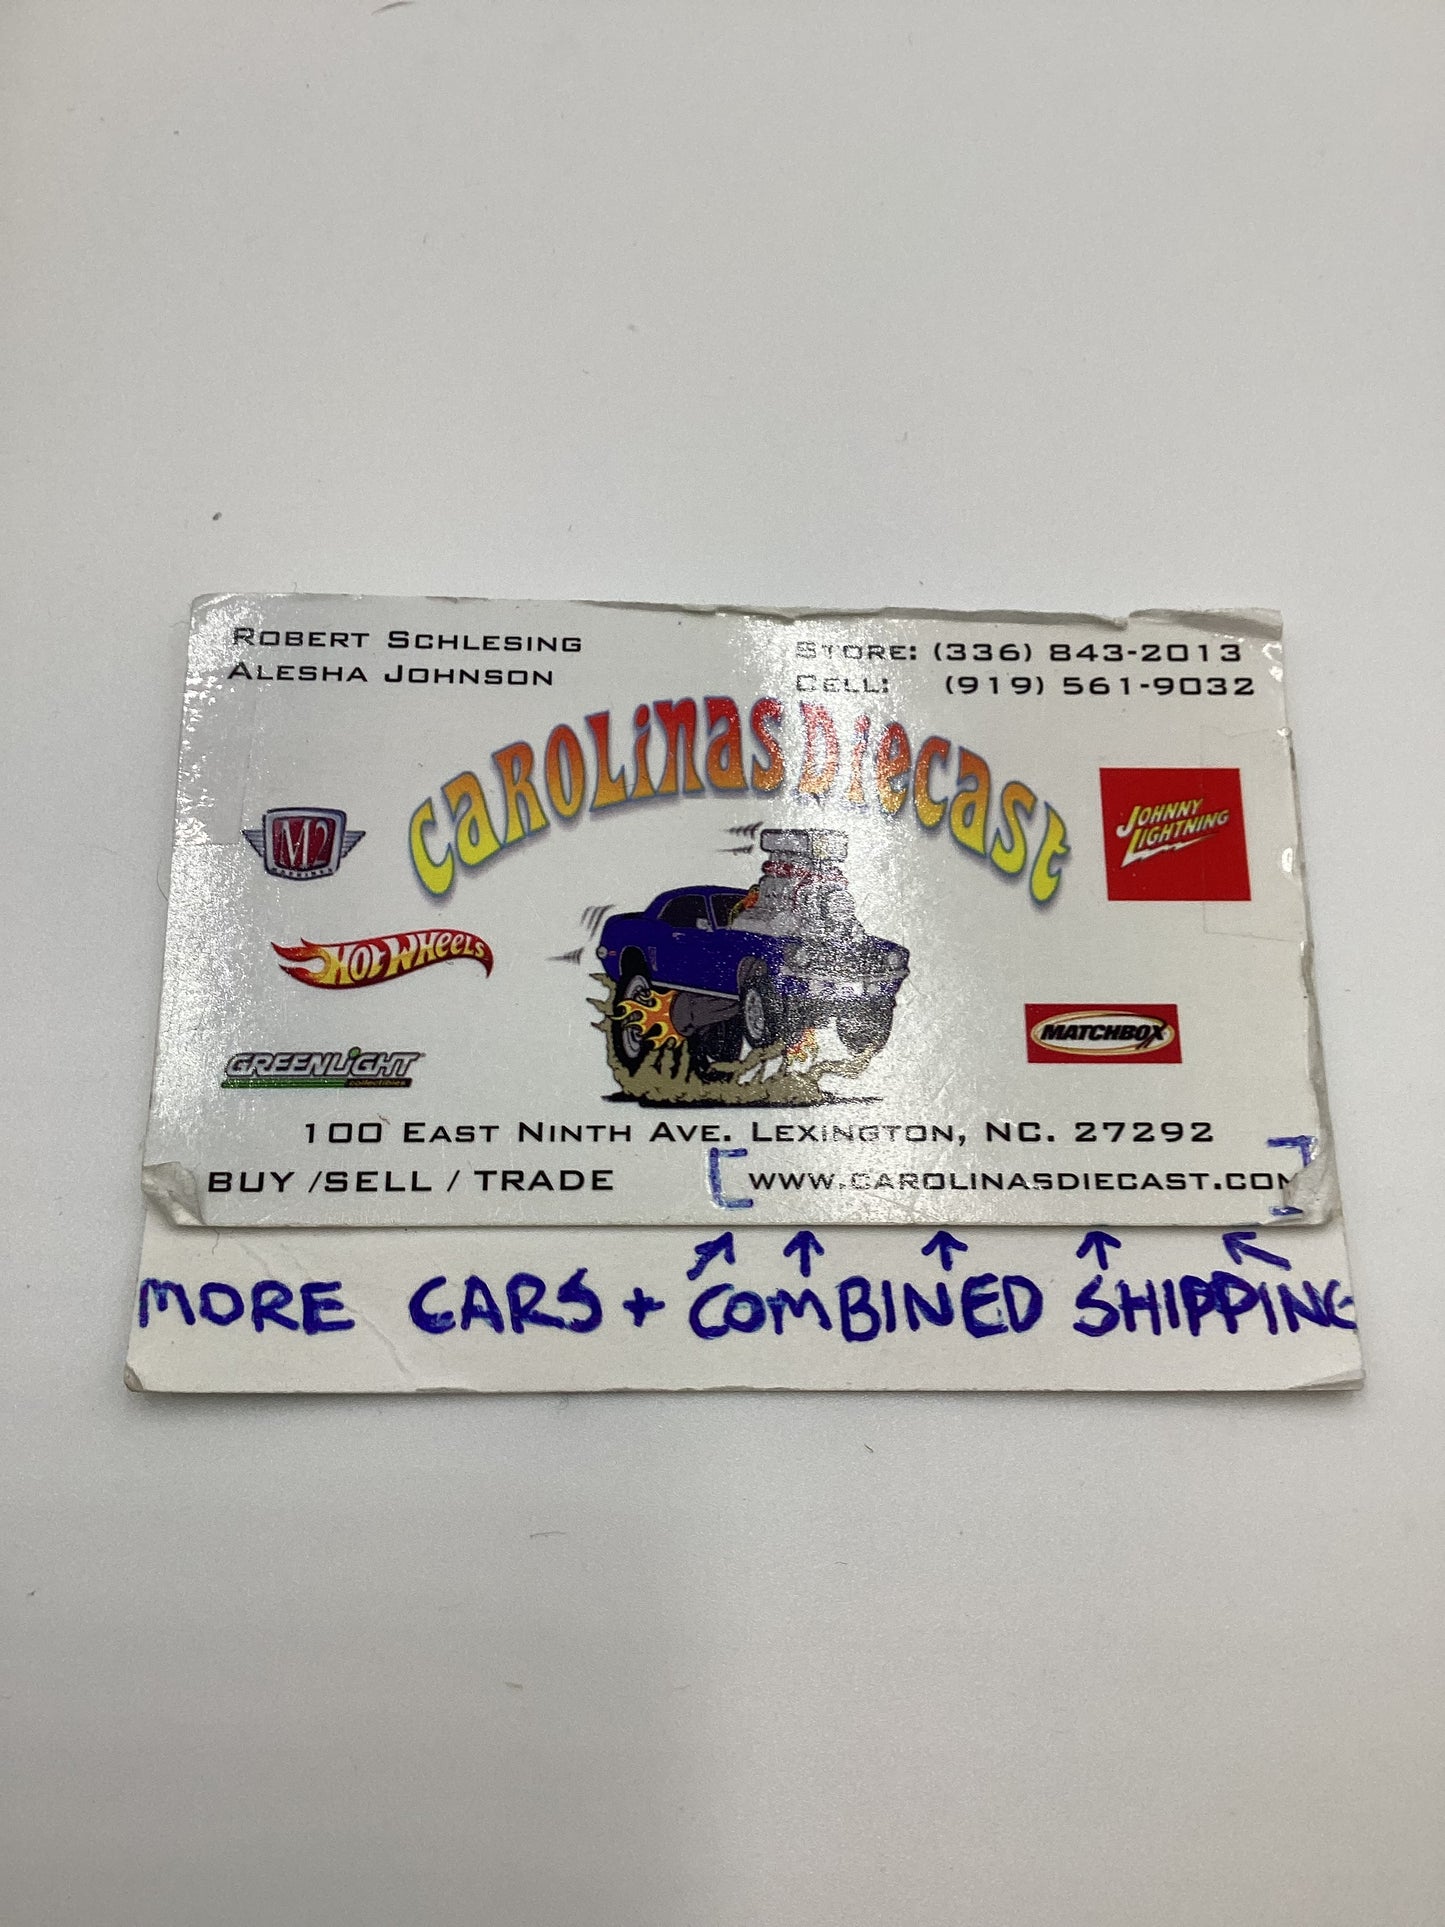 ROBERT SCHLESING
ALESHA JOHNSON
STORE: (336) 843-2013
CELL: (919) 561-9032
CAROLINAS DIECAST
M2
MACHINES
JOHNNY
LIGHTNING
HOT WHEELS
MATCHBOX
GREENLIGHT
collectibles
100 EAST NINTH AVE. LEXINGTON, NC. 27292
BUY /SELL / TRADE [WWW.CAROLINASDIECAST.COM]
↗ ↑ ↑ ↑ ↖
MORE CARS + COMBINED SHIPPING